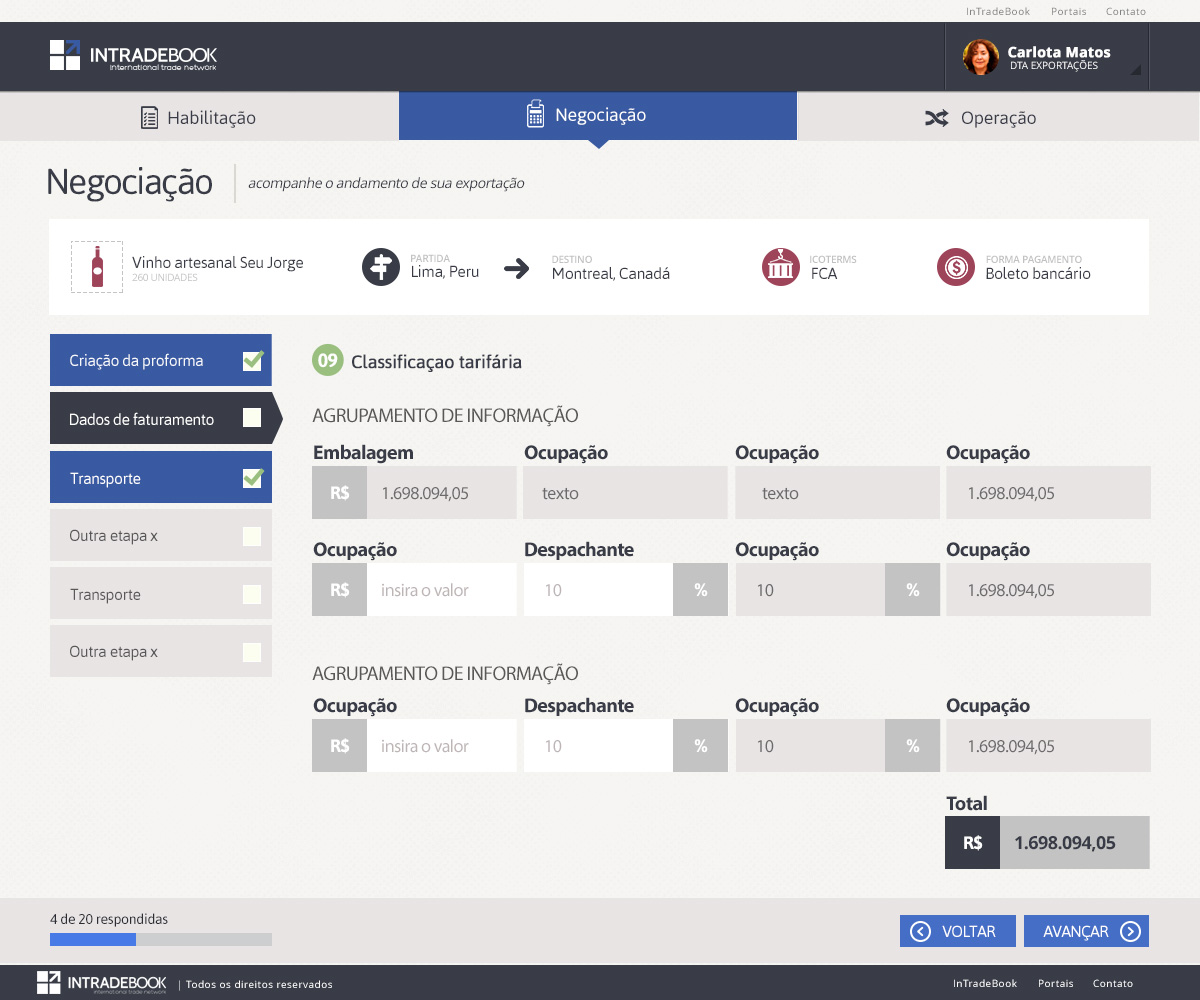 InTradeBook Portais Contato
INTRADEBOOK
international trade network
Carlota Matos
DTA EXPORTAÇÕES
Habilitação
Negociação
Operação
Negociação
acompanhe o andamento de sua exportação
Vinho artesanal Seu Jorge
260 UNIDADES
PARTIDA
Lima, Peru
DESTINO
Montreal, Canadá
ICOTERMS
FCA
FORMA PAGAMENTO
Boleto bancário
Criação da proforma
Dados de faturamento
Transporte
Outra etapa x
Transporte
Outra etapa x
09 Classificaçao tarifária
AGRUPAMENTO DE INFORMAÇÃO
Embalagem Ocupação Ocupação Ocupação
R$ 1.698.094,05 texto texto 1.698.094,05
Ocupação Despachante Ocupação Ocupação
R$ insira o valor 10 % 10 % 1.698.094,05
AGRUPAMENTO DE INFORMAÇÃO
Ocupação Despachante Ocupação Ocupação
R$ insira o valor 10 % 10 % 1.698.094,05
Total
R$ 1.698.094,05
4 de 20 respondidas
VOLTAR
AVANÇAR
INTRADEBOOK
international trade network
| Todos os direitos reservados
InTradeBook Portais Contato